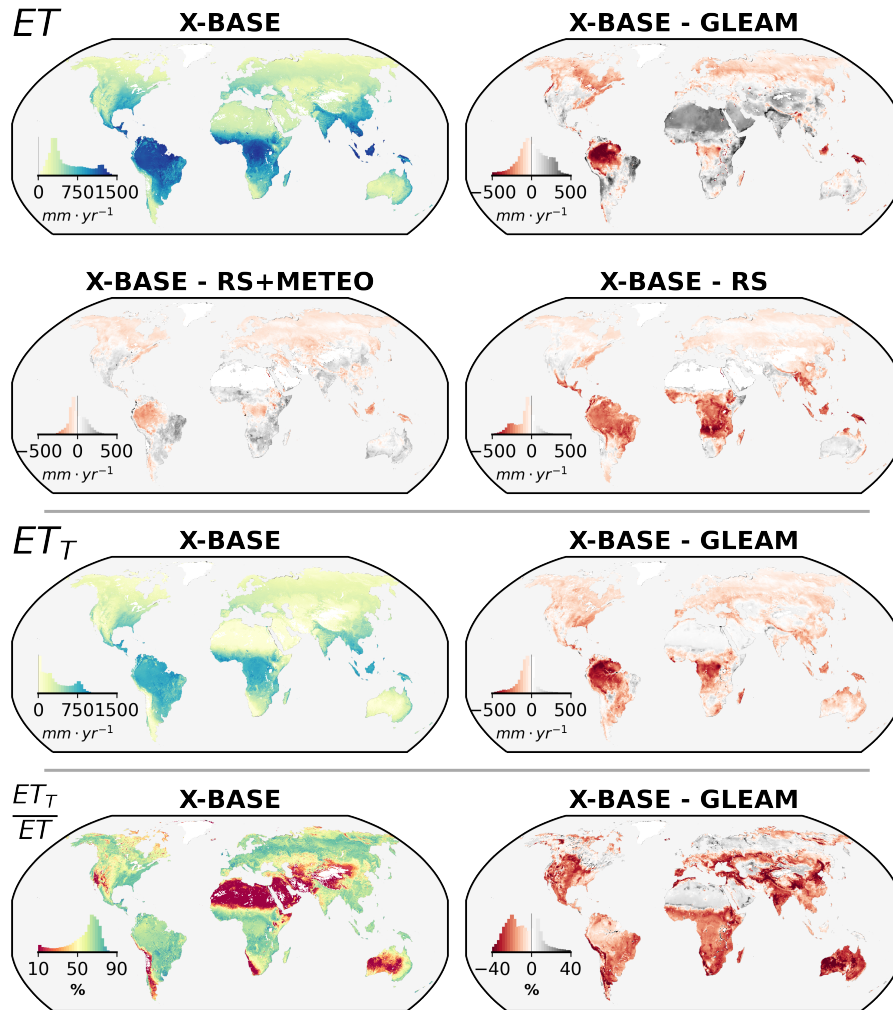 ET
X-BASE
X-BASE - GLEAM
0 750 1500
mm · yr⁻¹
−500 0 500
mm · yr⁻¹
X-BASE - RS+METEO
X-BASE - RS
−500 0 500
mm · yr⁻¹
−500 0 500
mm · yr⁻¹
ET_T
X-BASE
X-BASE - GLEAM
0 750 1500
mm · yr⁻¹
−500 0 500
mm · yr⁻¹
ET_T
ET
X-BASE
X-BASE - GLEAM
10 50 90
%
−40 0 40
%